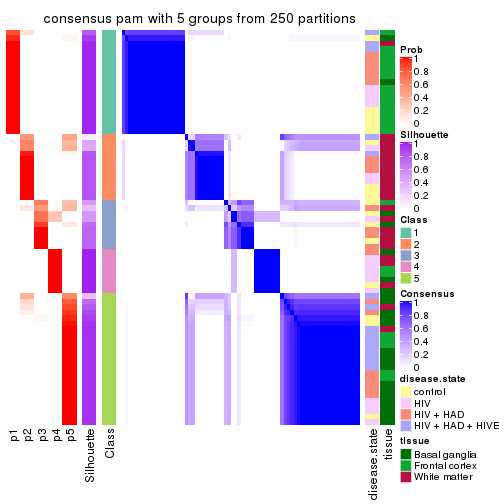 consensus pam with 5 groups from 250 partitions
p1
p2
p3
p4
p5
Silhouette
Class
disease.state
tissue
Prob
1
0.8
0.6
0.4
0.2
0
Silhouette
1
0.8
0.6
0.4
0.2
0
Class
1
2
3
4
5
Consensus
1
0.8
0.6
0.4
0.2
0
disease.state
control
HIV
HIV + HAD
HIV + HAD + HIVE
tissue
Basal ganglia
Frontal cortex
White matter